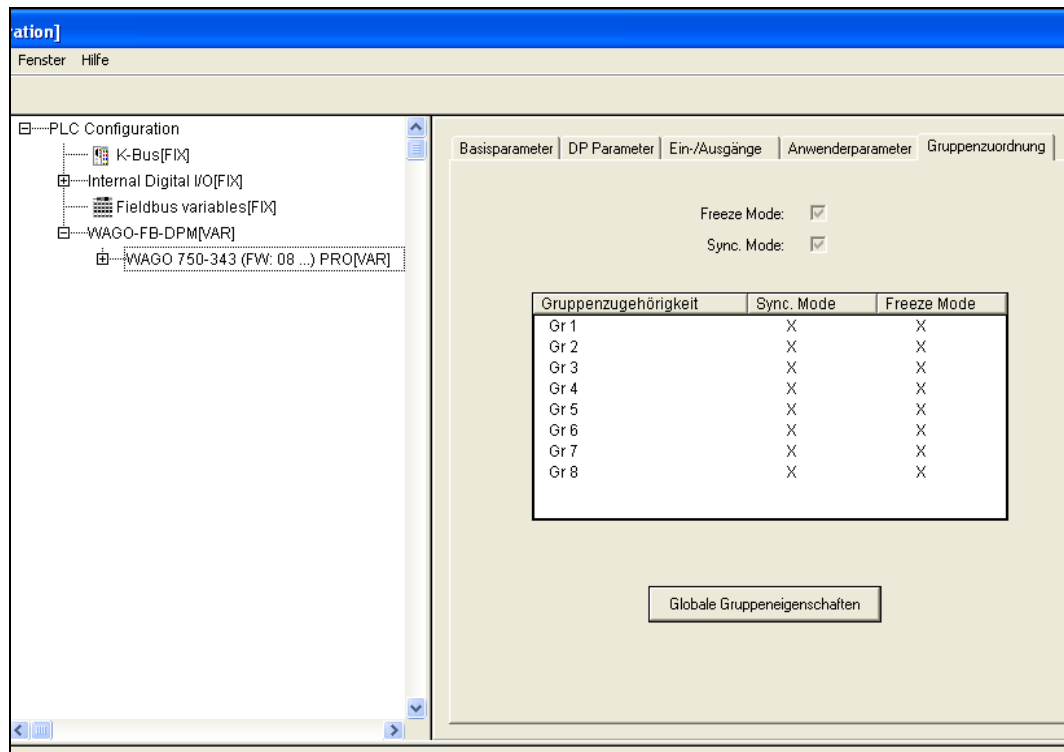 ation]
Fenster Hilfe
PLC Configuration
K-Bus[FIX]
Internal Digital I/O[FIX]
Fieldbus variables[FIX]
WAGO-FB-DPM[VAR]
WAGO 750-343 (FW: 08 ...) PRO[VAR]
Basisparameter DP Parameter Ein-/Ausgänge Anwenderparameter Gruppenzuordnung
Freeze Mode:
Sync. Mode:
Gruppenzugehörigkeit Sync. Mode Freeze Mode
Gr 1 X X
Gr 2 X X
Gr 3 X X
Gr 4 X X
Gr 5 X X
Gr 6 X X
Gr 7 X X
Gr 8 X X
Globale Gruppeneigenschaften